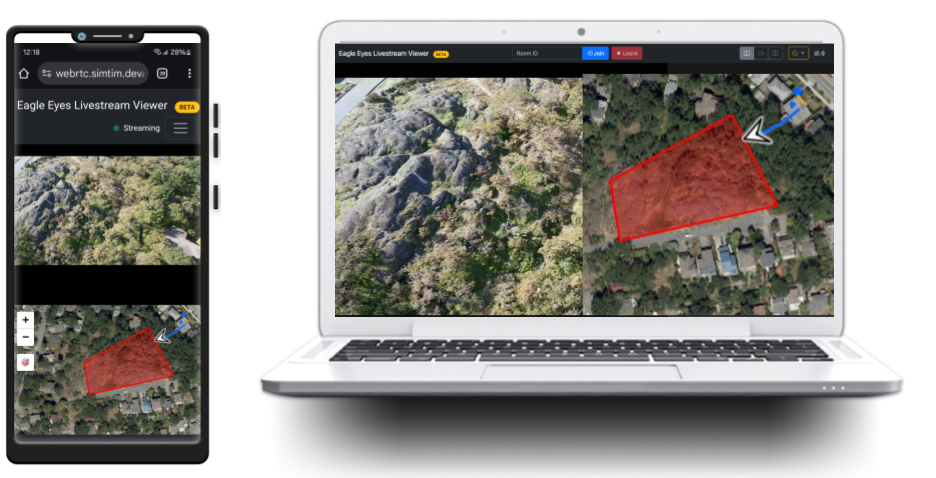 12:18
28%
webrtc.simtim.dev/
Eagle Eyes Livestream Viewer BETA
Streaming
+
−
Eagle Eyes Livestream Viewer BETA
Room ID
Join
Leave
0